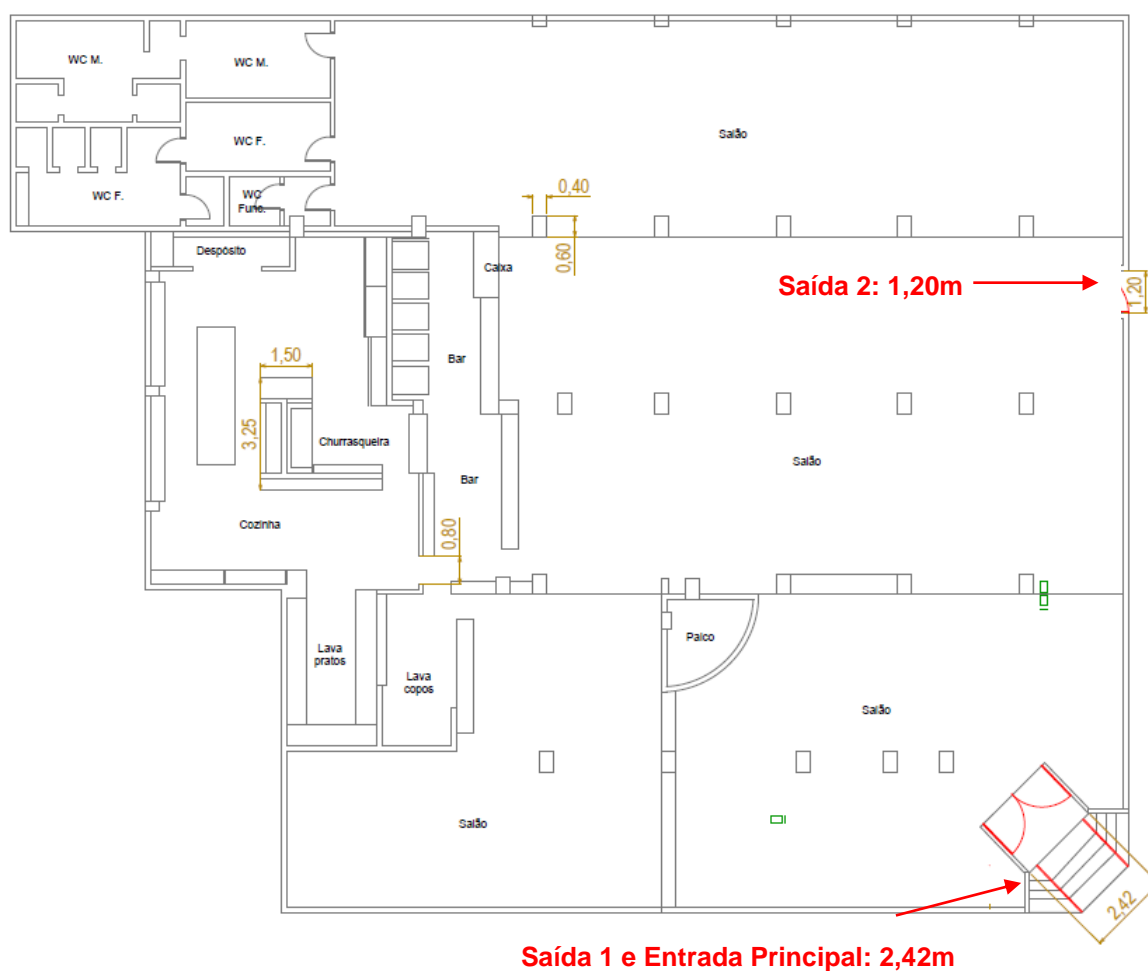 WC M.
WC M.
Salão
WC F.
WC F.
WC
Func.
0,40
0,60
Despósito
Caixa
Saída 2: 1,20m
1,20
1,50
Bar
3,25
Churrasqueira
Salão
Bar
Cozinha
0,80
Palco
Lava
pratos
Lava
copos
Salão
Salão
2,42
Saída 1 e Entrada Principal: 2,42m